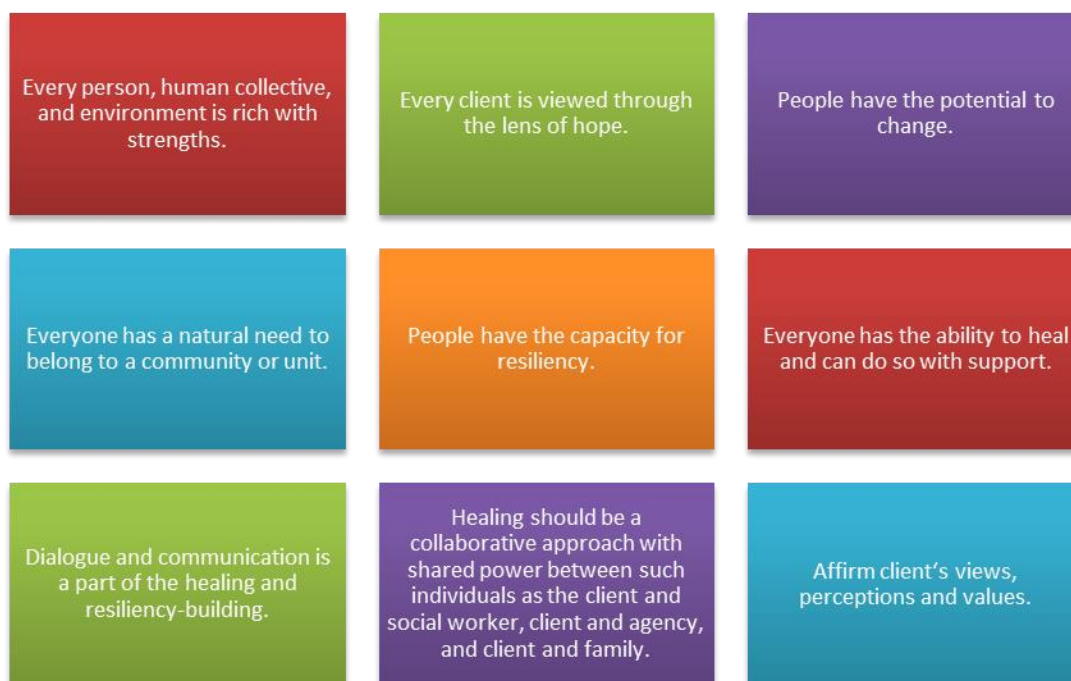 Every person, human collective,
and environment is rich with
strengths.
Every client is viewed through
the lens of hope.
People have the potential to
change.
Everyone has a natural need to
belong to a community or unit.
People have the capacity for
resiliency.
Everyone has the ability to heal
and can do so with support.
Dialogue and communication is
a part of the healing and
resiliency-building.
Healing should be a
collaborative approach with
shared power between such
individuals as the client and
social worker, client and agency,
and client and family.
Affirm client‘s views,
perceptions and values.